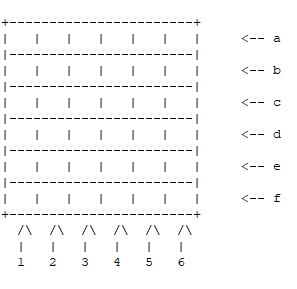 +-----------------------+
|   |   |   |   |   |   |     <-- a
|-----------------------|
|   |   |   |   |   |   |     <-- b
|-----------------------|
|   |   |   |   |   |   |     <-- c
|-----------------------|
|   |   |   |   |   |   |     <-- d
|-----------------------|
|   |   |   |   |   |   |     <-- e
|-----------------------|
|   |   |   |   |   |   |     <-- f
+-----------------------+
  /\  /\  /\  /\  /\  /\
  |   |   |   |   |   |
  1   2   3   4   5   6